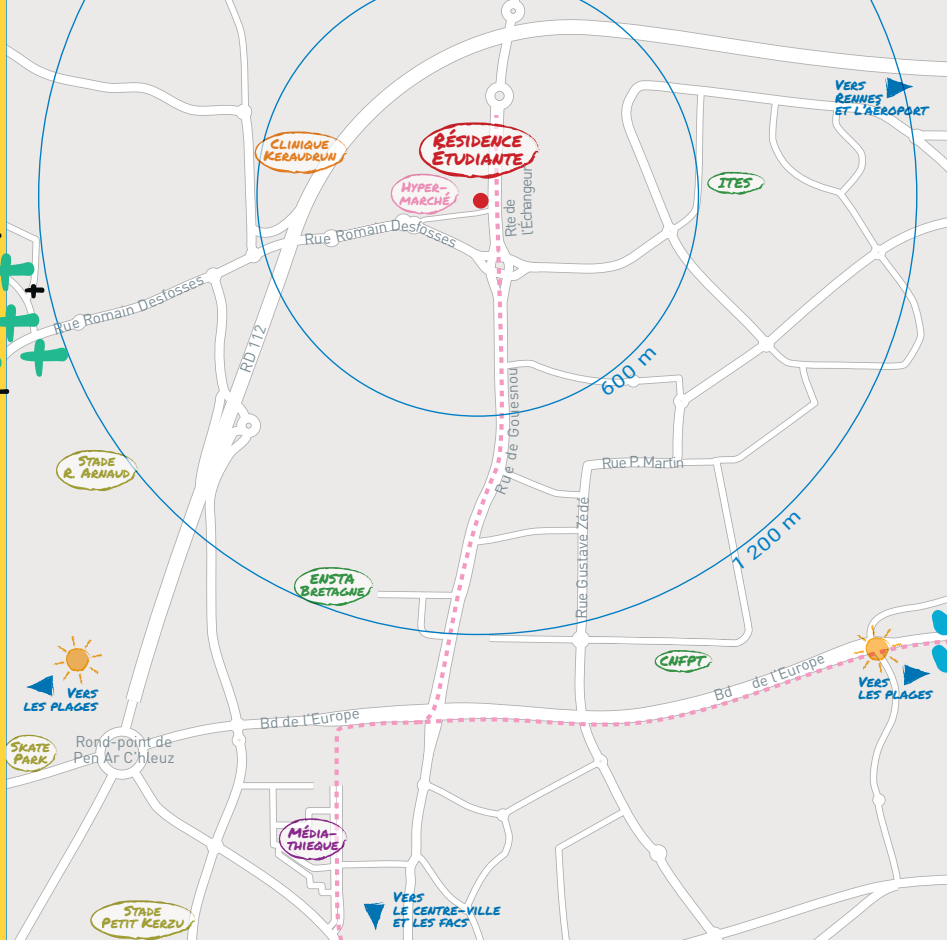 VERS
RENNES
ET L'AÉROPORT
CLINIQUE
KERAUDRUN
RÉSIDENCE
ÉTUDIANTE
HYPER-
MARCHÉ
ITES
Rte de
l'Échangeur
Rue Romain Desfosses
Rue Romain Desfosses
RD 112
600 m
Rue de Gouesnou
STADE
R. ARNAUD
Rue P. Martin
1 200 m
Rue Gustave Zédé
ENSTA
BRETAGNE
CNFPT
VERS
LES PLAGES
VERS
LES PLAGES
Bd de l'Europe
Bd de l'Europe
Rond-point de
Pen Ar C'hleuz
SKATE
PARK
MÉDIA-
THIEQUE
VERS
LE CENTRE-VILLE
ET LES FACS
STADE
PETIT KERZU